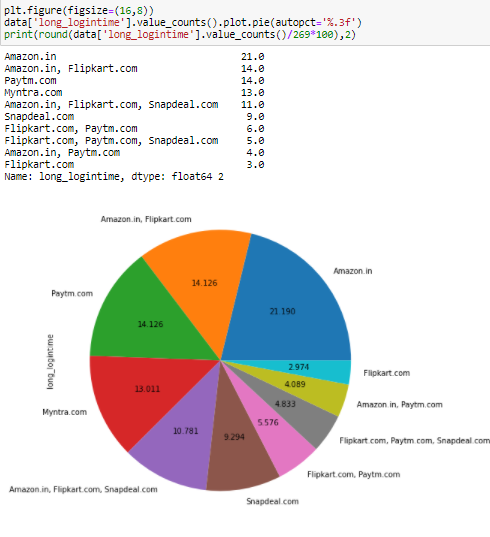 plt.figure(figsize=(16,8))
data['long_logintime'].value_counts().plot.pie(autopct='%.3f')
print(round(data['long_logintime'].value_counts()/269*100),2)
Amazon.in 21.0
Amazon.in, Flipkart.com 14.0
Paytm.com 14.0
Myntra.com 13.0
Amazon.in, Flipkart.com, Snapdeal.com 11.0
Snapdeal.com 9.0
Flipkart.com, Paytm.com 6.0
Flipkart.com, Paytm.com, Snapdeal.com 5.0
Amazon.in, Paytm.com 4.0
Flipkart.com 3.0
Name: long_logintime, dtype: float64 2
Amazon.in, Flipkart.com
Amazon.in
14.126
Paytm.com
21.190
14.126
long_logintime
2.974
Flipkart.com
4.089
13.011
4.833
Amazon.in, Paytm.com
Myntra.com
5.576
10.781
9.294
Flipkart.com, Paytm.com, Snapdeal.com
Flipkart.com, Paytm.com
Amazon.in, Flipkart.com, Snapdeal.com
Snapdeal.com